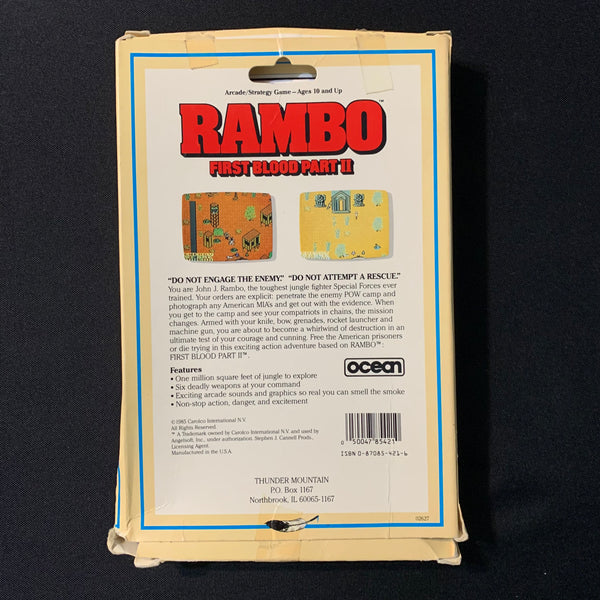 Arcade/Strategy Game – Ages 10 and Up
RAMBO™
FIRST BLOOD PART II
"DO NOT ENGAGE THE ENEMY." "DO NOT ATTEMPT A RESCUE."
You are John J. Rambo, the toughest jungle fighter Special Forces ever
trained. Your orders are explicit: penetrate the enemy POW camp and
photograph any American MIAs and get out with the evidence. When
you get to the camp and see your compatriots in chains, the mission
changes. Armed with your knife, bow, grenades, rocket launcher and
machine gun, you are about to become a whirlwind of destruction in an
ultimate test of your courage and cunning. Free the American prisoners
or die trying in this exciting action adventure based on RAMBO™:
FIRST BLOOD PART II™.
Features
• One million square feet of jungle to explore
• Six deadly weapons at your command
• Exciting arcade sounds and graphics so real you can smell the smoke
• Non-stop action, danger, and excitement
ocean
©1985 Carolco International N.V.
All Rights Reserved.
™ A Trademark owned by Carolco International N.V. and used by
Angelsoft, Inc., under authorization. Stephen J. Cannell Prods.,
Licensing Agent.
Manufactured in the U.S.A.
0 50047 85421
ISBN 0-87085-421-6
THUNDER MOUNTAIN
P.O. Box 1167
Northbrook, IL 60065-1167
02627